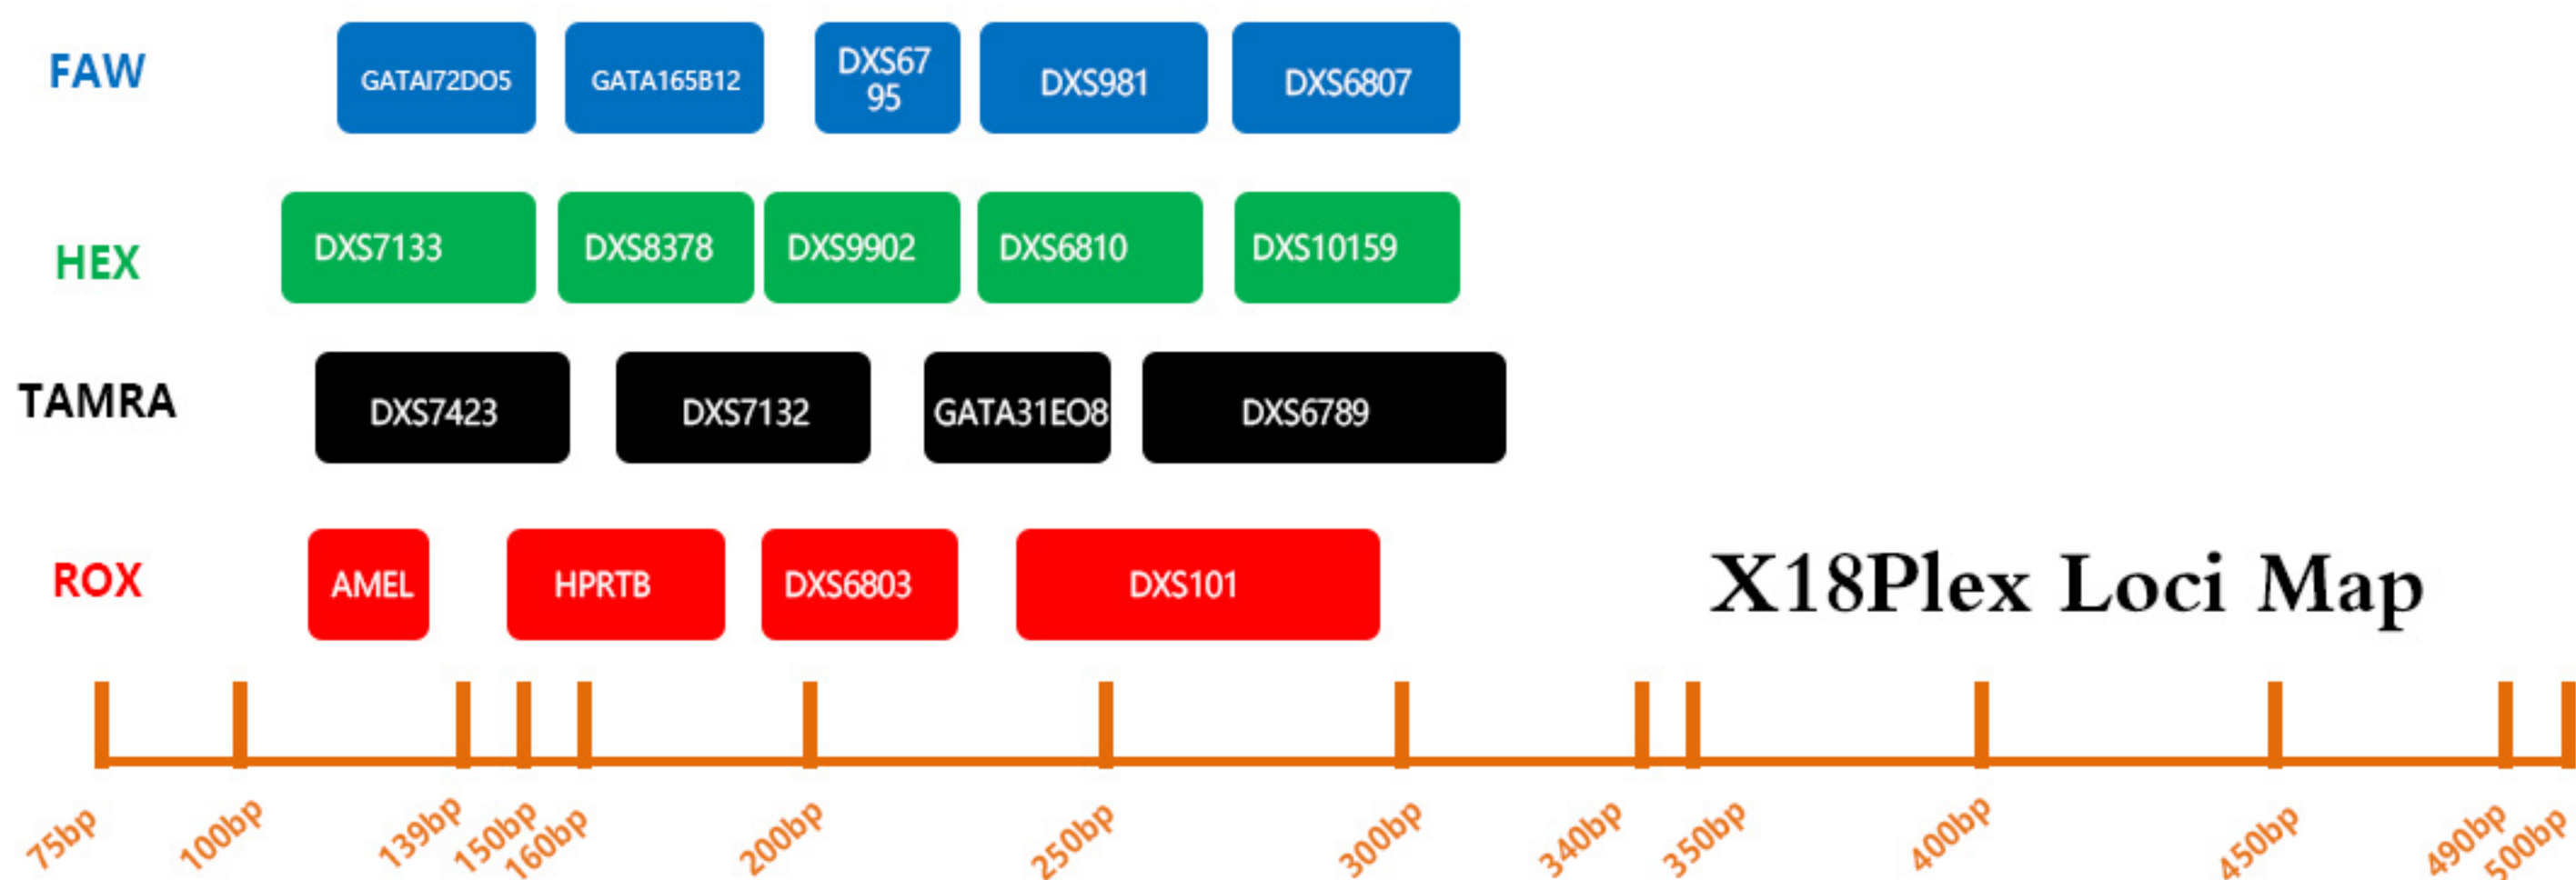 FAW
GATAI72DO5
GATA165B12
DXS67
95
DXS981
DXS6807
HEX
DXS7133
DXS8378
DXS9902
DXS6810
DXS10159
TAMRA
DXS7423
DXS7132
GATA31EO8
DXS6789
ROX
AMEL
HPRTB
DXS6803
DXS101
X18Plex Loci Map
75bp
100bp
139bp
150bp
160bp
200bp
250bp
300bp
340bp
350bp
400bp
450bp
490bp
500bp